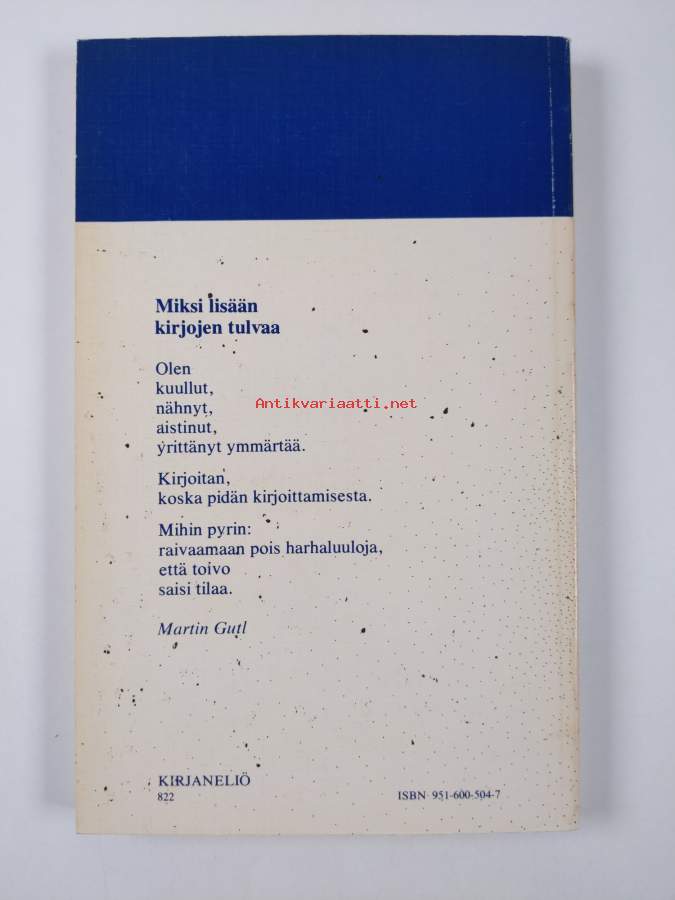 Miksi lisään
kirjojen tulvaa
Olen
kuullut,
nähnyt,
aistinut,
yrittänyt ymmärtää.
Kirjoitan,
koska pidän kirjoittamisesta.
Mihin pyrin:
raivaamaan pois harhaluuloja,
että toivo
saisi tilaa.
Martin Gutl
KIRJANELIÖ
822
ISBN 951-600-504-7
Antikvariaatti.net